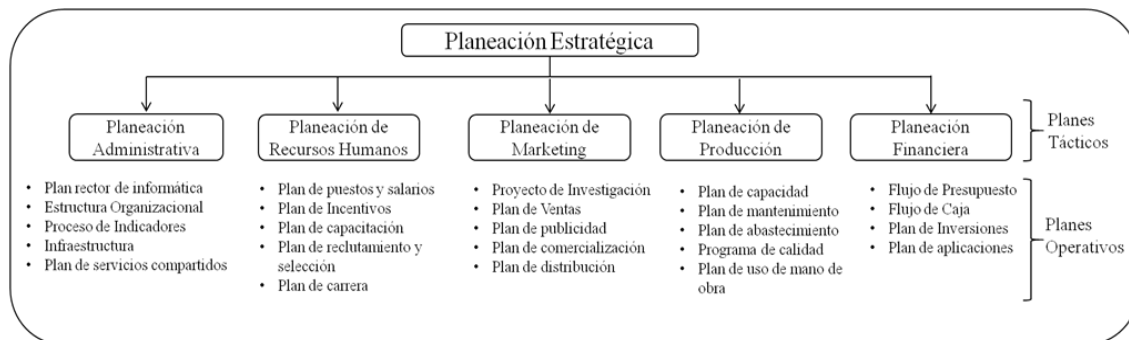 Planeación Estratégica
Planeación
Administrativa
Planeación de
Recursos Humanos
Planeación de
Marketing
Planeación de
Producción
Planeación
Financiera
Planes
Tácticos
• Plan rector de informática
• Estructura Organizacional
• Proceso de Indicadores
• Infraestructura
• Plan de servicios compartidos
• Plan de puestos y salarios
• Plan de Incentivos
• Plan de capacitación
• Plan de reclutamiento y
selección
• Plan de carrera
• Proyecto de Investigación
• Plan de Ventas
• Plan de publicidad
• Plan de comercialización
• Plan de distribución
• Plan de capacidad
• Plan de mantenimiento
• Plan de abastecimiento
• Programa de calidad
• Plan de uso de mano de
obra
• Flujo de Presupuesto
• Flujo de Caja
• Plan de Inversiones
• Plan de aplicaciones
Planes
Operativos